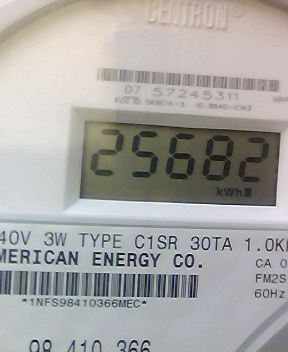 CENTRON®
07 57245311
25682
kWh
40V 3W TYPE C1SR 30TA 1.0K
MERICAN ENERGY CO.
CA 0
FM2S
60Hz
*1NFS98410366MEC*
98 410 366